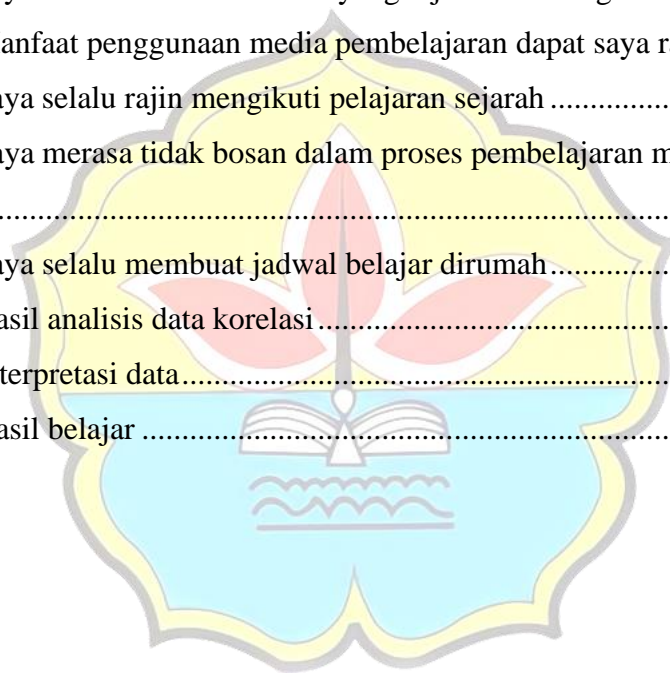 anfaat penggunaan media pembelajaran dapat saya
aya selalu rajin mengikuti pelajaran sejarah ..................
aya merasa tidak bosan dalam proses pembelajaran
....................................................................................
aya selalu membuat jadwal belajar dirumah..................
asil analisis data korelasi..........................................................
terpretasi data..................................................................................
asil belajar ........................................................................................